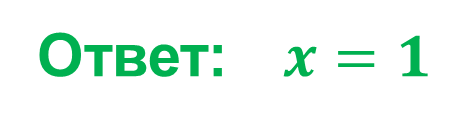 Ответ: x = 1